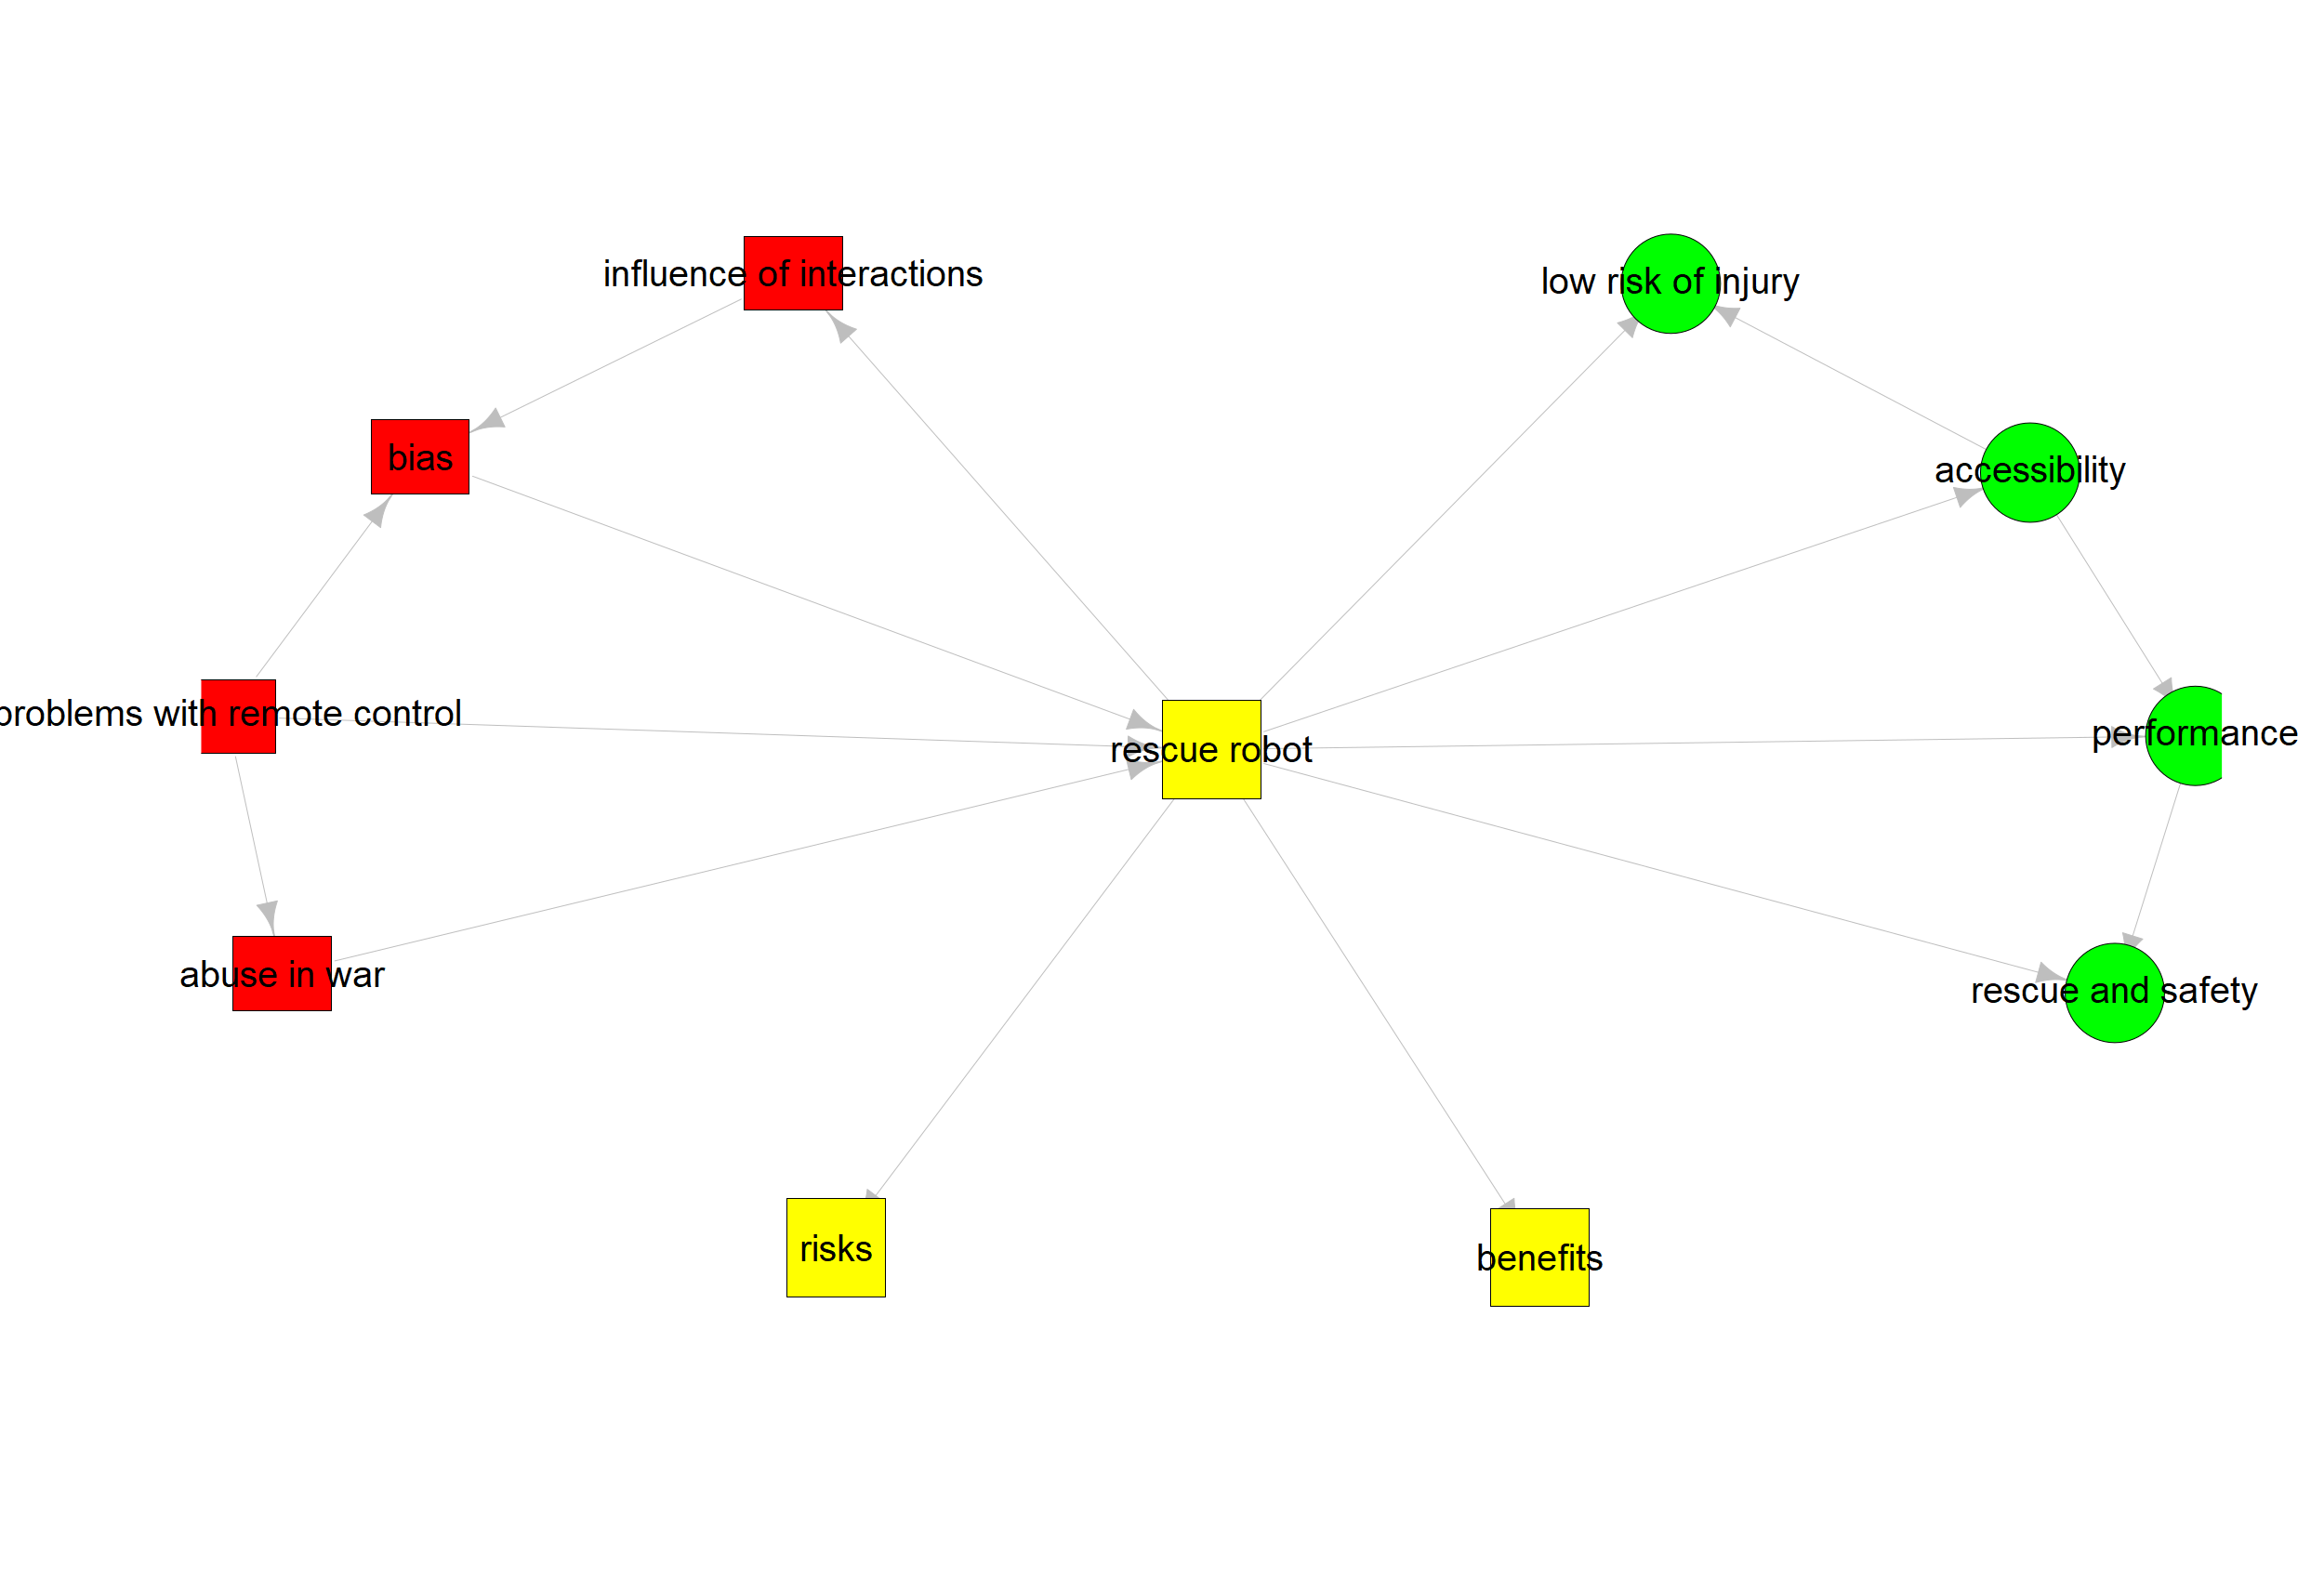 influence of interactions
low risk of injury
bias
accessibility
problems with remote control
performance
rescue robot
abuse in war
rescue and safety
risks
benefits